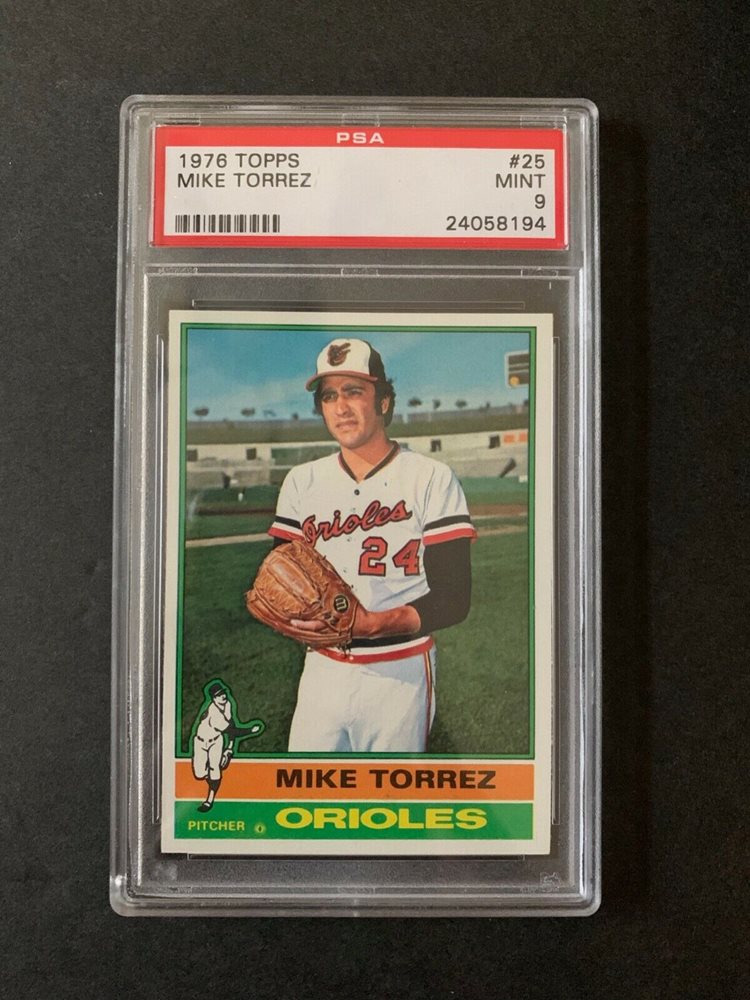 PSA
1976 TOPPS #25
MIKE TORREZ MINT
9
24058194
Orioles
24
MIKE TORREZ
PITCHER ORIOLES